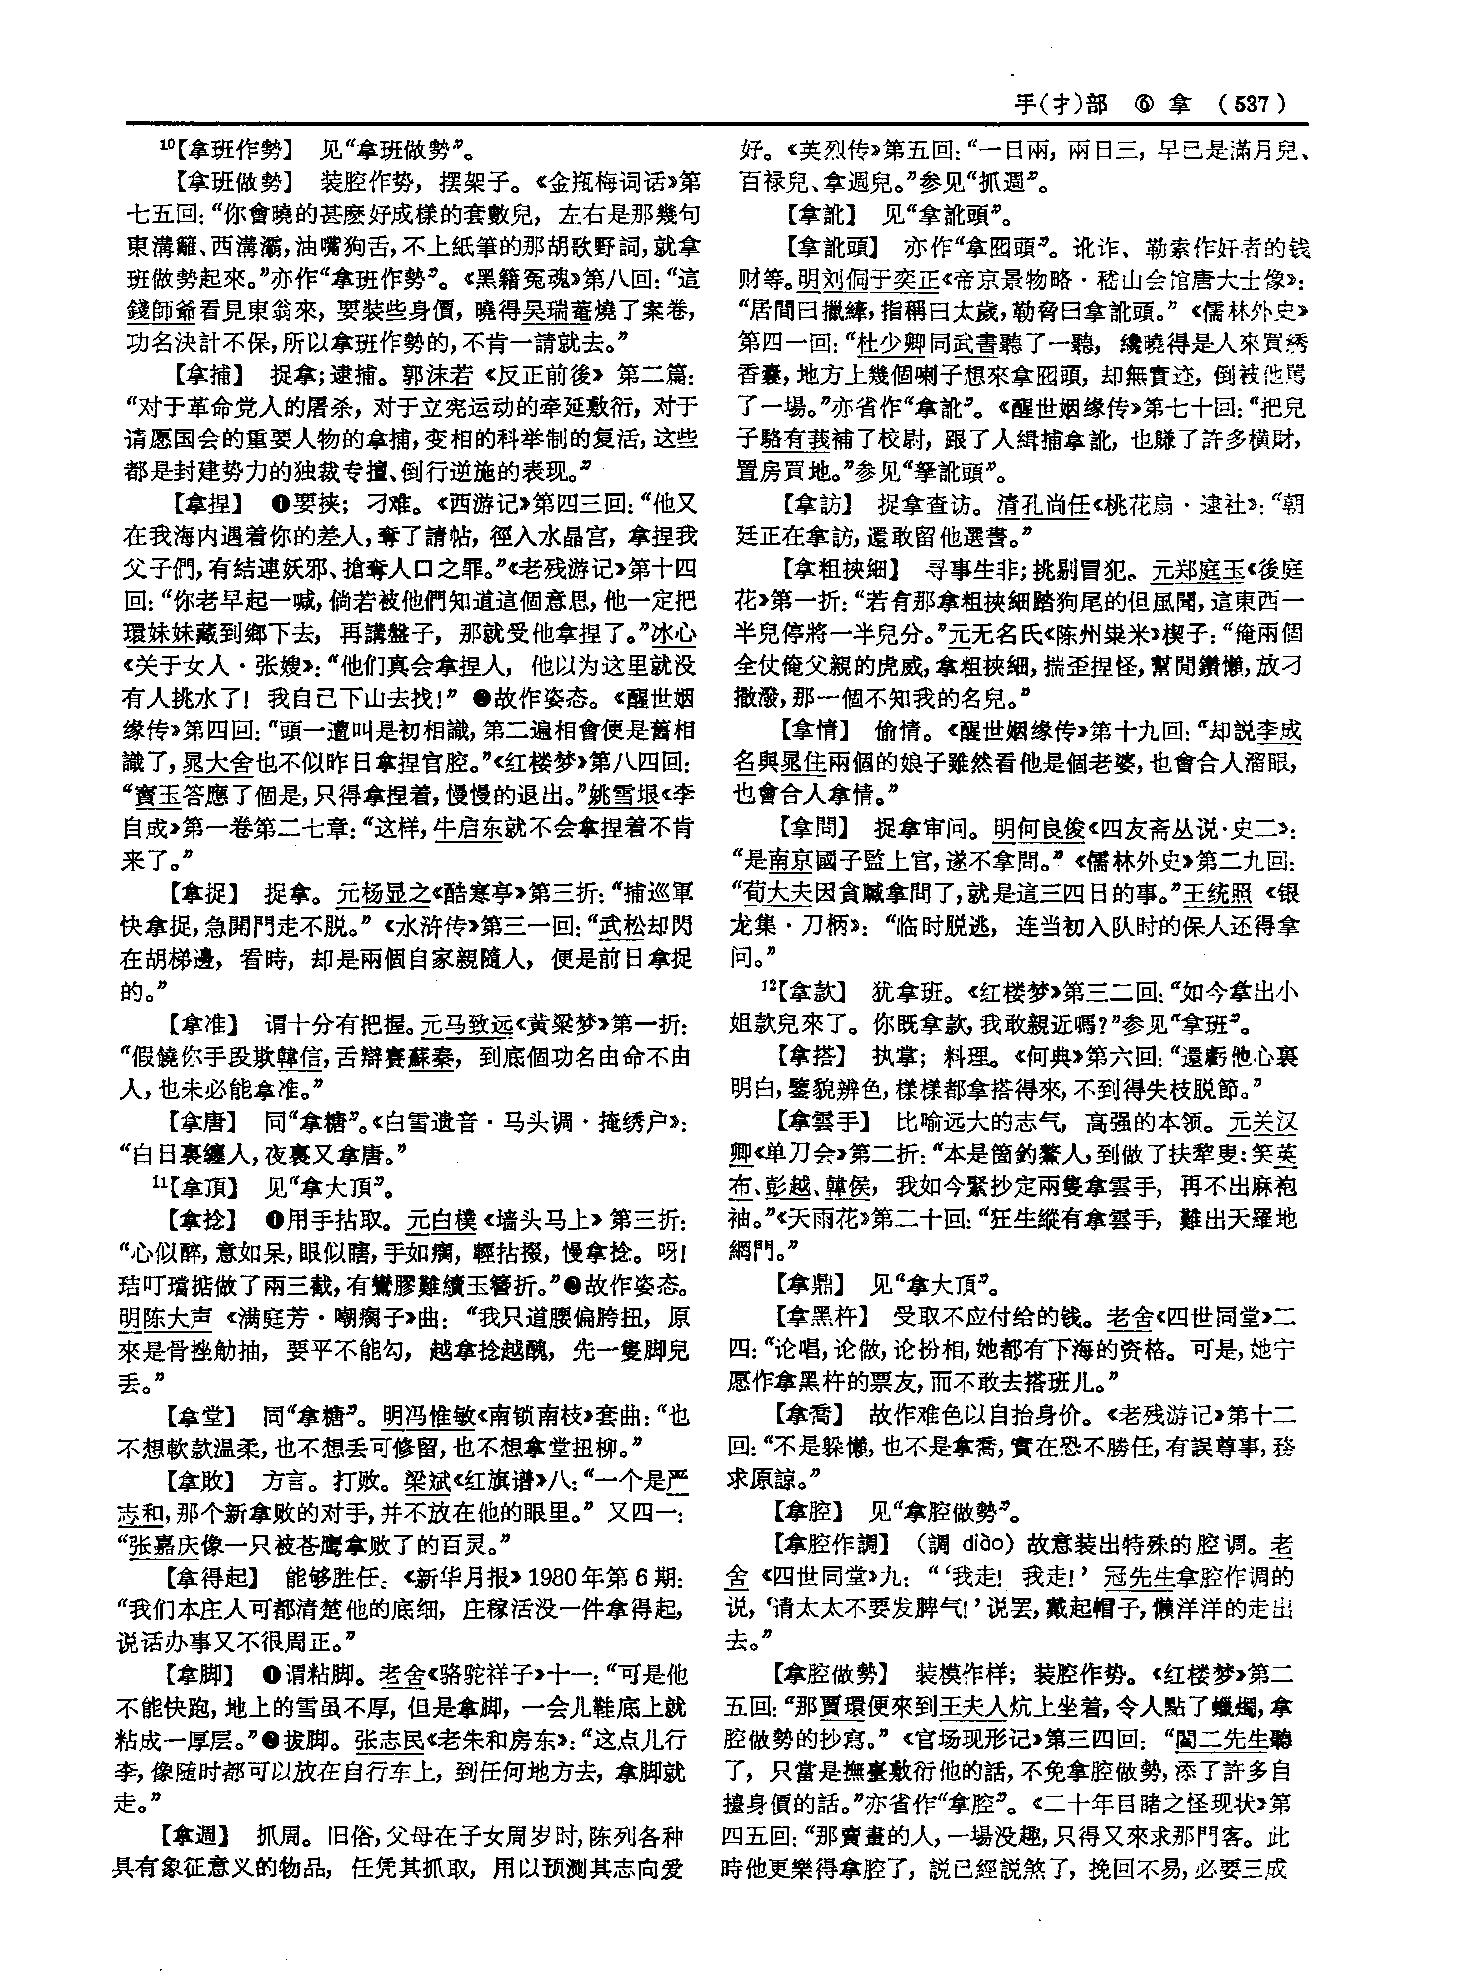 手(扌)部 ⑥ 拿 (537)
10【拿班作勢】 见“拿班做勢”。
【拿班做勢】 装腔作势，摆架子。《金瓶梅词话》第
七五回：“你會曉的甚麽好成樣的套數兒，左右是那幾句
東溝籬、西溝灞，油嘴狗舌，不上紙筆的那胡歌野詞，就拿
班做勢起來。”亦作“拿班作勢”。《黑籍冤魂》第八回：“這
錢師爺看見東翁來，要裝些身價，曉得吴瑞菴燒了案卷，
功名決計不保，所以拿班作勢的，不肯一請就去。”
【拿捕】 捉拿；逮捕。郭沫若《反正前後》第二篇：
“对于革命党人的屠杀，对于立宪运动的牵延敷衍，对于
请愿国会的重要人物的拿捕，变相的科举制的复活，这些
都是封建势力的独裁专擅、倒行逆施的表现。”
【拿捏】 ❶要挟；刁难。《西游记》第四三回：“他又
在我海内遇着你的差人，奪了請帖，徑入水晶宫，拿捏我
父子們，有結連妖邪、搶奪人口之罪。”《老残游记》第十四
回：“你老早起一喊，倘若被他們知道這個意思，他一定把
環妹妹藏到鄉下去，再講盤子，那就受他拿捏了。”冰心
《关于女人·张嫂》：“他们真会拿捏人，他以为这里就没
有人挑水了！我自己下山去找！” ❷故作姿态。《醒世姻
缘传》第四回：“頭一遭叫是初相識，第二遍相會便是舊相
識了，晁大舍也不似昨日拿捏官腔。”《红楼梦》第八四回：
“寶玉答應了個是，只得拿捏着，慢慢的退出。”姚雪垠《李
自成》第一卷第二七章：“这样，牛启东就不会拿捏着不肯
来了。”
【拿捉】 捉拿。元杨显之《酷寒亭》第三折：“捕巡軍
快拿捉，急開門走不脱。”《水浒传》第三一回：“武松却閃
在胡梯邊，看時，却是兩個自家親隨人，便是前日拿捉
的。”
【拿准】 谓十分有把握。元马致远《黄粱梦》第一折：
“假饒你手段欺韓信，舌辯賽蘇秦，到底個功名由命不由
人，也未必能拿准。”
【拿唐】 同“拿糖”。《白雪遗音·马头调·掩绣户》：
“白日裏纏人，夜裏又拿唐。”
11【拿頂】 见“拿大頂”。
【拿捻】 ❶用手拈取。元白樸《墙头马上》第三折：
“心似醉，意如呆，眼似瞎，手如瘸，輕拈掇，慢拿捻。呀！
珰叮璫掂做了兩三截，有鸞膠難續玉簪折。”❷故作姿态。
明陈大声《满庭芳·嘲瘸子》曲：“我只道腰偏胯扭，原
來是骨挫觔抽，要平不能勾，越拿捻越醜，先一隻脚兒
丢。”
【拿堂】 同“拿糖”。明冯惟敏《南锁南枝》套曲：“也
不想軟款温柔，也不想丢可修留，也不想拿堂扭柳。”
【拿敗】 方言。打败。梁斌《红旗谱》八：“一个是严
志和，那个新拿败的对手，并不放在他的眼里。” 又四一：
“张嘉庆像一只被苍鹰拿败了的百灵。”
【拿得起】 能够胜任。《新华月报》1980年第6期：
“我们本庄人可都清楚他的底细，庄稼活没一件拿得起，
说话办事又不很周正。”
【拿脚】 ❶谓粘脚。老舍《骆驼祥子》十一：“可是他
不能快跑，地上的雪虽不厚，但是拿脚，一会儿鞋底上就
粘成一厚层。”❷拔脚。张志民《老朱和房东》：“这点儿行
李，像随时都可以放在自行车上，到任何地方去，拿脚就
走。”
【拿週】 抓周。旧俗，父母在子女周岁时，陈列各种
具有象征意义的物品，任凭其抓取，用以预测其志向爱
好。《英烈传》第五回：“一日兩，兩日三，早已是滿月兒、
百禄兒、拿週兒。”参见“抓週”。
【拿訛】 见“拿訛頭”。
【拿訛頭】 亦作“拿囮頭”。讹诈、勒索作奸者的钱
财等。明刘侗于奕正《帝京景物略·嵇山会馆唐大士像》：
“居間曰撇縴，指稱曰太歲，勒脅曰拿訛頭。”《儒林外史》
第四一回：“杜少卿同武書聽了一聽，纔曉得是人來買綉
香囊，地方上幾個喇子想來拿囮頭，却無實迹，倒被他駡
了一場。”亦省作“拿訛”。《醒世姻缘传》第七十回：“把兒
子駱有莪補了校尉，跟了人緝捕拿訛，也賺了許多横財，
置房買地。”参见“拏訛頭”。
【拿訪】 捉拿查访。清孔尚任《桃花扇·逮社》：“朝
廷正在拿訪，還敢留他選書。”
【拿粗挾細】 寻事生非；挑剔冒犯。元郑庭玉《後庭
花》第一折：“若有那拿粗挾細踏狗尾的但風聞，這東西一
半兒停將一半兒分。”元无名氏《陈州粜米》楔子：“俺兩個
全仗俺父親的虎威，拿粗挾細，揣歪捏怪，幫閒鑽懒，放刁
撒潑，那一個不知我的名兒。”
【拿情】 偷情。《醒世姻缘传》第十九回：“却説李成
名與晁住兩個的娘子雖然看他是個老婆，也會合人溜眼，
也會合人拿情。”
【拿問】 捉拿审问。明何良俊《四友斋丛说·史二》：
“是南京國子監上官，遂不拿問。”《儒林外史》第二九回：
“荀大夫因貪贓拿問了，就是這三四日的事。”王统照《银
龙集·刀柄》：“临时脱逃，连当初入队时的保人还得拿
问。”
12【拿款】 犹拿班。《红楼梦》第三二回：“如今拿出小
姐款兒來了。你既拿款，我敢親近嗎？”参见“拿班”。
【拿搭】 执掌；料理。《何典》第六回：“還虧他心裏
明白，鑒貌辨色，樣樣都拿搭得來，不到得失枝脱節。”
【拿雲手】 比喻远大的志气，高强的本领。元关汉
卿《单刀会》第二折：“本是箇釣鰲人，到做了扶犂叟；笑英
布、彭越、韓侯，我如今緊抄定兩隻拿雲手，再不出麻袍
袖。”《天雨花》第二十回：“狂生縱有拿雲手，難出天羅地
網門。”
【拿鼎】 见“拿大頂”。
【拿黑杵】 受取不应付给的钱。老舍《四世同堂》二
四：“论唱，论做，论扮相，她都有下海的资格。可是，她宁
愿作拿黑杵的票友，而不敢去搭班儿。”
【拿喬】 故作难色以自抬身价。《老残游记》第十二
回：“不是躲懒，也不是拿喬，實在恐不勝任，有誤尊事，務
求原諒。”
【拿腔】 见“拿腔做勢”。
【拿腔作調】 （調 diào）故意装出特殊的腔调。老
舍《四世同堂》九：“‘我走！我走！’冠先生拿腔作调的
说，‘请太太不要发脾气！’说罢，戴起帽子，懒洋洋的走出
去。”
【拿腔做勢】 装模作样；装腔作势。《红楼梦》第二
五回：“那賈環便來到王夫人炕上坐着，令人點了蠟燭，拿
腔做勢的抄寫。”《官场现形记》第三四回：“閻二先生聽
了，只當是撫臺敷衍他的話，不免拿腔做勢，添了許多自
擡身價的話。”亦省作“拿腔”。《二十年目睹之怪现状》第
四五回：“那賣畫的人，一場没趣，只得又來求那門客。此
時他更樂得拿腔了，説已經説煞了，挽回不易，必要三成